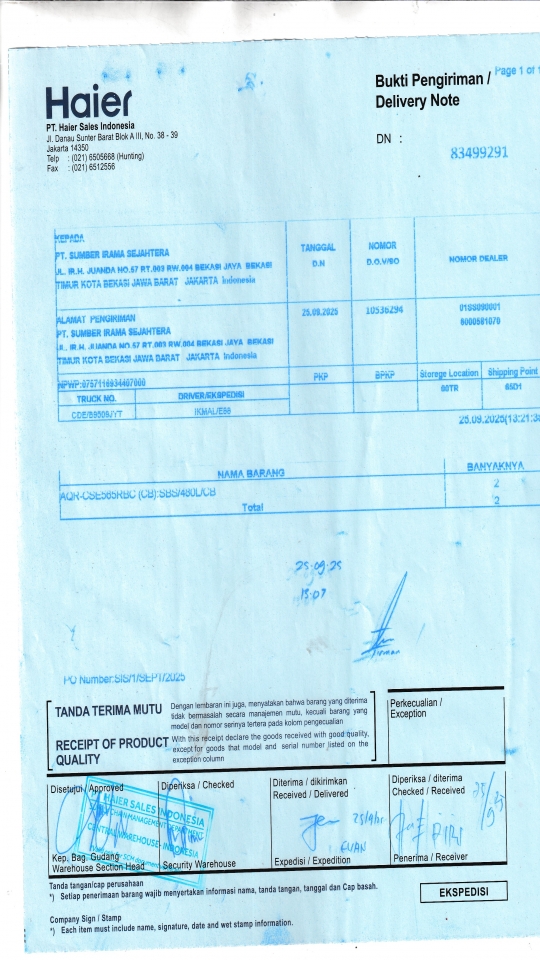 Haier
PT. Haier Sales Indonesia
Jl. Danau Sunter Barat Blok A III, No. 38 - 39
Jakarta 14350
Telp : (021) 6505668 (Hunting)
Fax : (021) 6512556
Page 1 of 1
Bukti Pengiriman /
Delivery Note
DN :
83499291
KEPADA
PT. SUMBER IRAMA SEJAHTERA
JL. IR.H. JUANDA NO.57 RT.003 RW.004 BEKASI JAYA BEKASI
TIMUR KOTA BEKASI JAWA BARAT JAKARTA Indonesia
TANGGAL
D.N
NOMOR
D.O.V/SO
NOMOR DEALER
ALAMAT PENGIRIMAN
PT. SUMBER IRAMA SEJAHTERA
JL. IR.H. JUANDA NO.57 RT.003 RW.004 BEKASI JAYA BEKASI
TIMUR KOTA BEKASI JAWA BARAT JAKARTA Indonesia
25.09.2025
10536294
NPWP:
PKP
BPKP
Storege Location
Shipping Point
TRUCK NO.
DRIVER/EKSPEDISI
60TR
65D1
IKMAL/E58
NAMA BARANG
BANYAKNYA
AQR-CSE565RBC (CB):SBS/480L/CB
2
Total
2
25.09.25
15.07
PO Number:SIS/1/SEPT/2025
TANDA TERIMA MUTU
Dengan lembaran ini juga, menyatakan bahwa barang yang diterima
tidak bermasalah secara manajemen mutu, kecuali barang yang
model dan nomor serinya tertera pada kolom pengecualian
RECEIPT OF PRODUCT
QUALITY
With this receipt declare the goods received with good quality,
except for goods that model and serial number listed on the
exception column
Perkecualian /
Exception
Disetujui / Approved
Diperiksa / Checked
Diterima / dikirimkan
Received / Delivered
Diperiksa / diterima
Checked / Received
HAIER SALES INDONESIA
CENTRAL WAREHOUSE-INDONESIA
Kep. Bag. Gudang
Warehouse Section Head
Security Warehouse
Expedisi / Expedition
Penerima / Receiver
Tanda tangan/cap perusahaan
*) Setiap penerimaan barang wajib menyertakan informasi nama, tanda tangan, tanggal dan Cap basah.
EKSPEDISI
Company Sign / Stamp
*) Each item must include name, signature, date and wet stamp information.